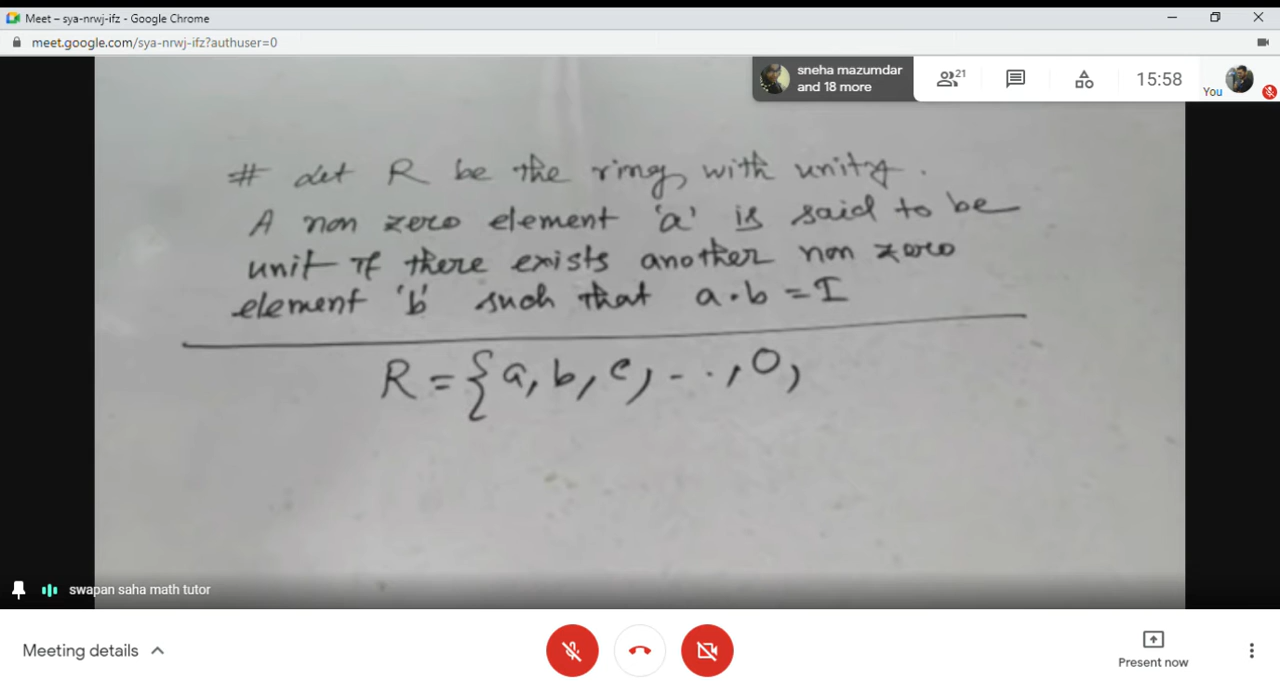 Meet – sya-nrwj-ifz - Google Chrome
meet.google.com/sya-nrwj-ifz?authuser=0
sneha mazumdar
and 18 more
21
15:58
You
# Let R be the ring with unity.
A non zero element 'a' is said to be
unit if there exists another non zero
element 'b' such that a·b = I
R = {a, b, c, - . . , 0,
swapan saha math tutor
Meeting details
Present now